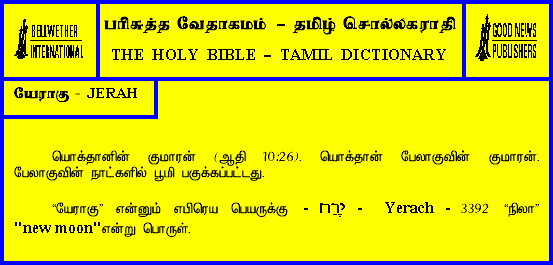 BELLWETHER
INTERNATIONAL
பரிசுத்த வேதாகமம் – தமிழ் சொல்லகராதி
THE HOLY BIBLE – TAMIL DICTIONARY
GOOD NEWS
PUBLISHERS
யேராகு - JERAH
யொக்தானின் குமாரன் (ஆதி 10:26). யொக்தான் பேலாகுவின் குமாரன்.
பேலாகுவின் நாட்களில் பூமி பகுக்கப்பட்டது.
“யேராகு” என்னும் எபிரெய பெயருக்கு - יָרֶח - Yerach - 3392 “நிலா”
"new moon"என்று பொருள்.